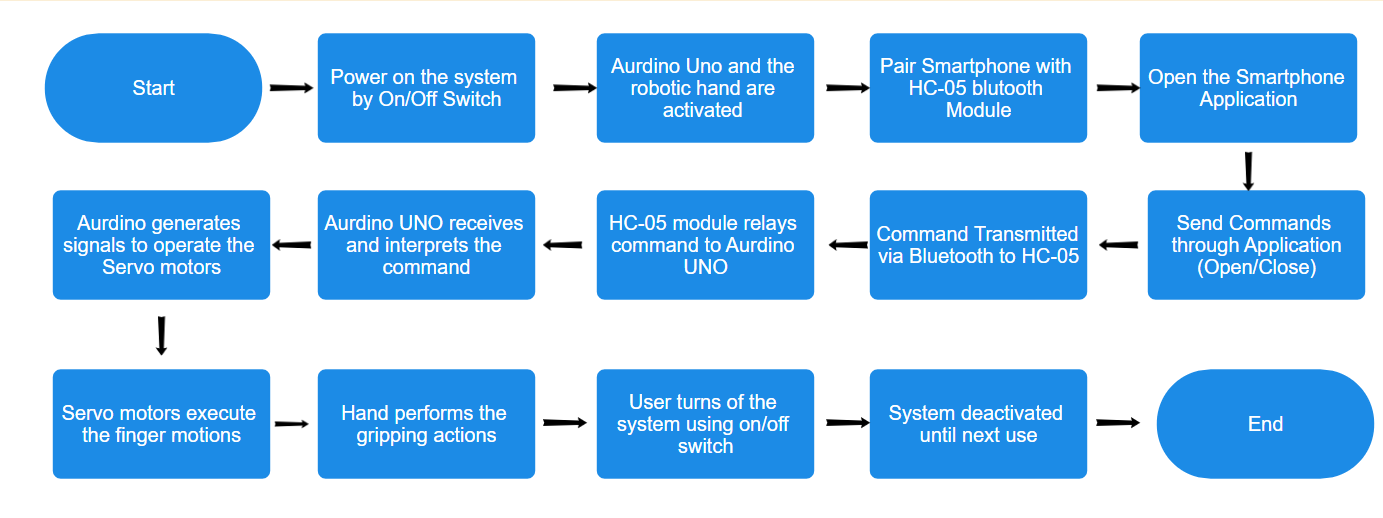 Start
Power on the system
by On/Off Switch
Aurdino Uno and the
robotic hand are
activated
Pair Smartphone with
HC-05 blutooth
Module
Open the Smartphone
Application
Send Commands
through Application
(Open/Close)
Command Transmitted
via Bluetooth to HC-05
HC-05 module relays
command to Aurdino
UNO
Aurdino UNO receives
and interprets the
command
Aurdino generates
signals to operate the
Servo motors
Servo motors execute
the finger motions
Hand performs the
gripping actions
User turns of the
system using on/off
switch
System deactivated
until next use
End